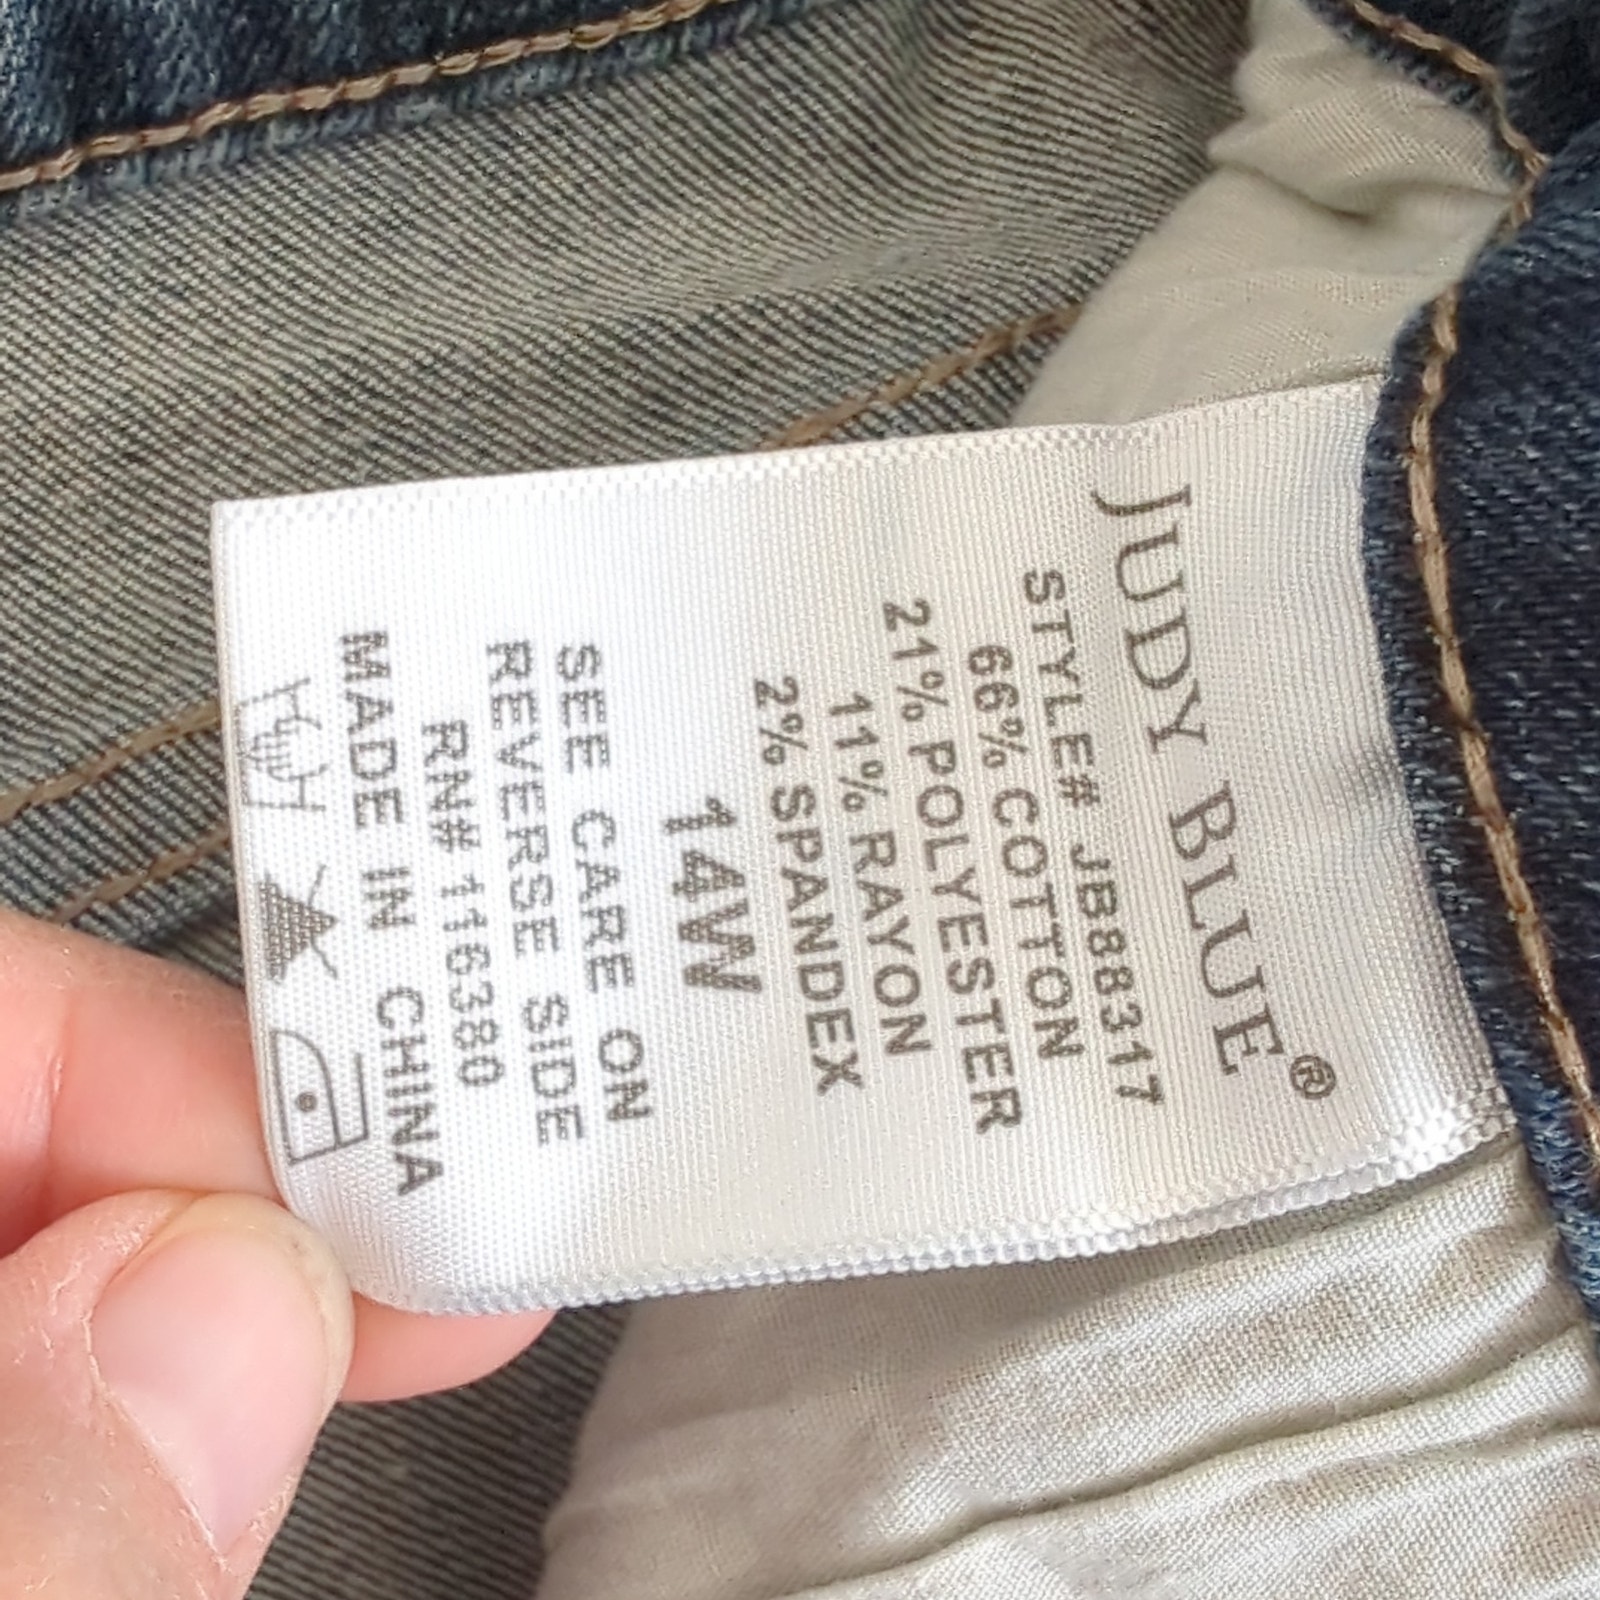 JUDY BLUE®
STYLE# JB88317
66% COTTON
21% POLYESTER
11% RAYON
2% SPANDEX
14W
SEE CARE ON
REVERSE SIDE
RN# 116380
MADE IN CHINA